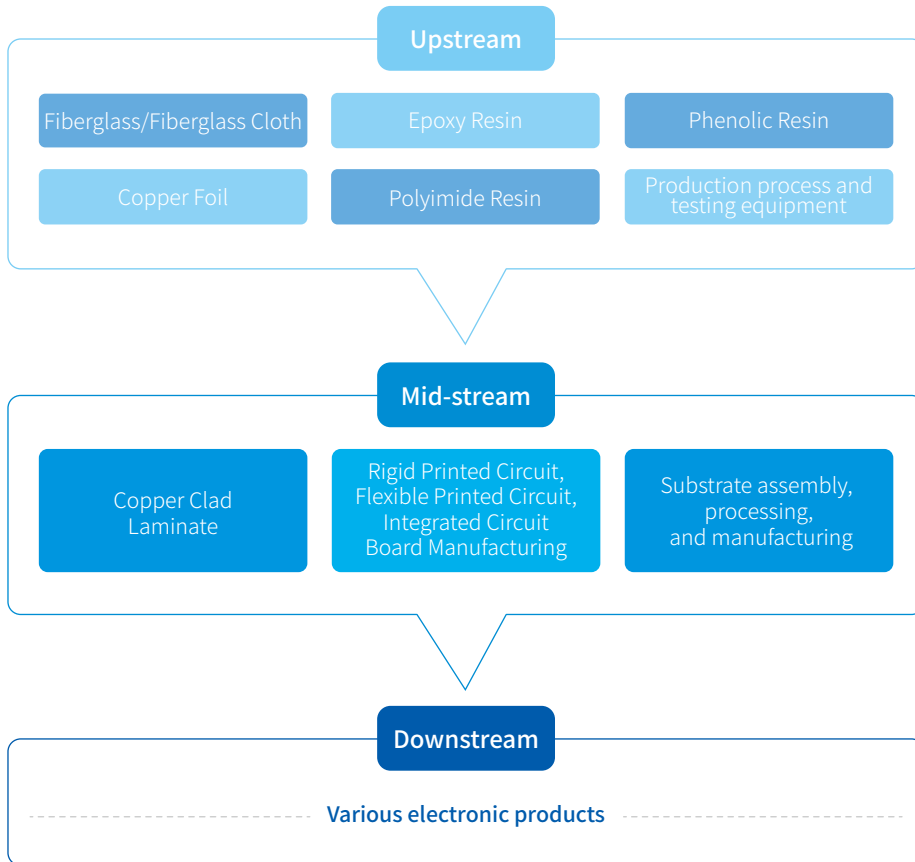 Upstream
Fiberglass/Fiberglass Cloth
Epoxy Resin
Phenolic Resin
Copper Foil
Polyimide Resin
Production process and
testing equipment
Mid-stream
Copper Clad
Laminate
Rigid Printed Circuit,
Flexible Printed Circuit,
Integrated Circuit
Board Manufacturing
Substrate assembly,
processing,
and manufacturing
Downstream
Various electronic products